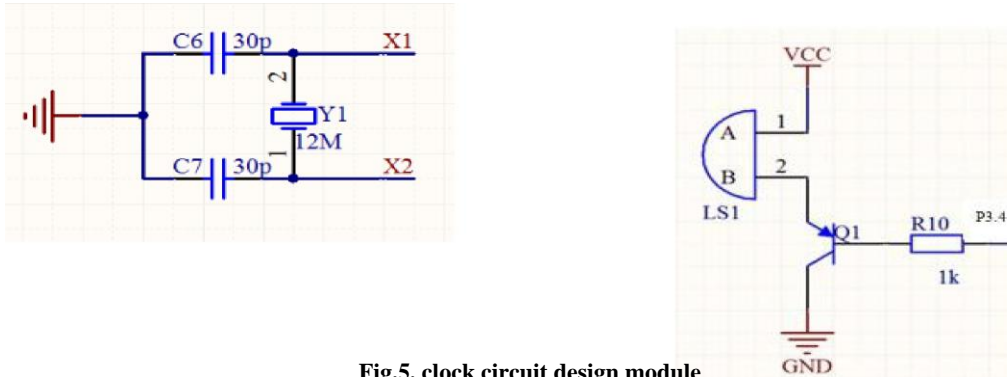 C6 30p X1
2
Y1
12M
1
C7 30p X2
VCC
A 1
B 2
LS1
Q1 R10 P3.4
1k
GND
Fig.5. clock circuit design module